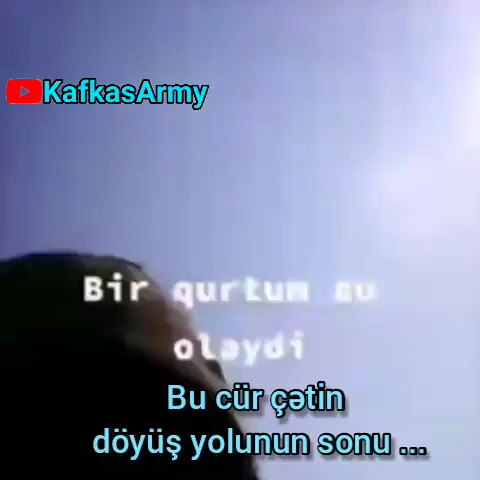 KafkasArmy
Bir qurtum su
olaydi
Bu cür çətin
döyüş yolunun sonu ...